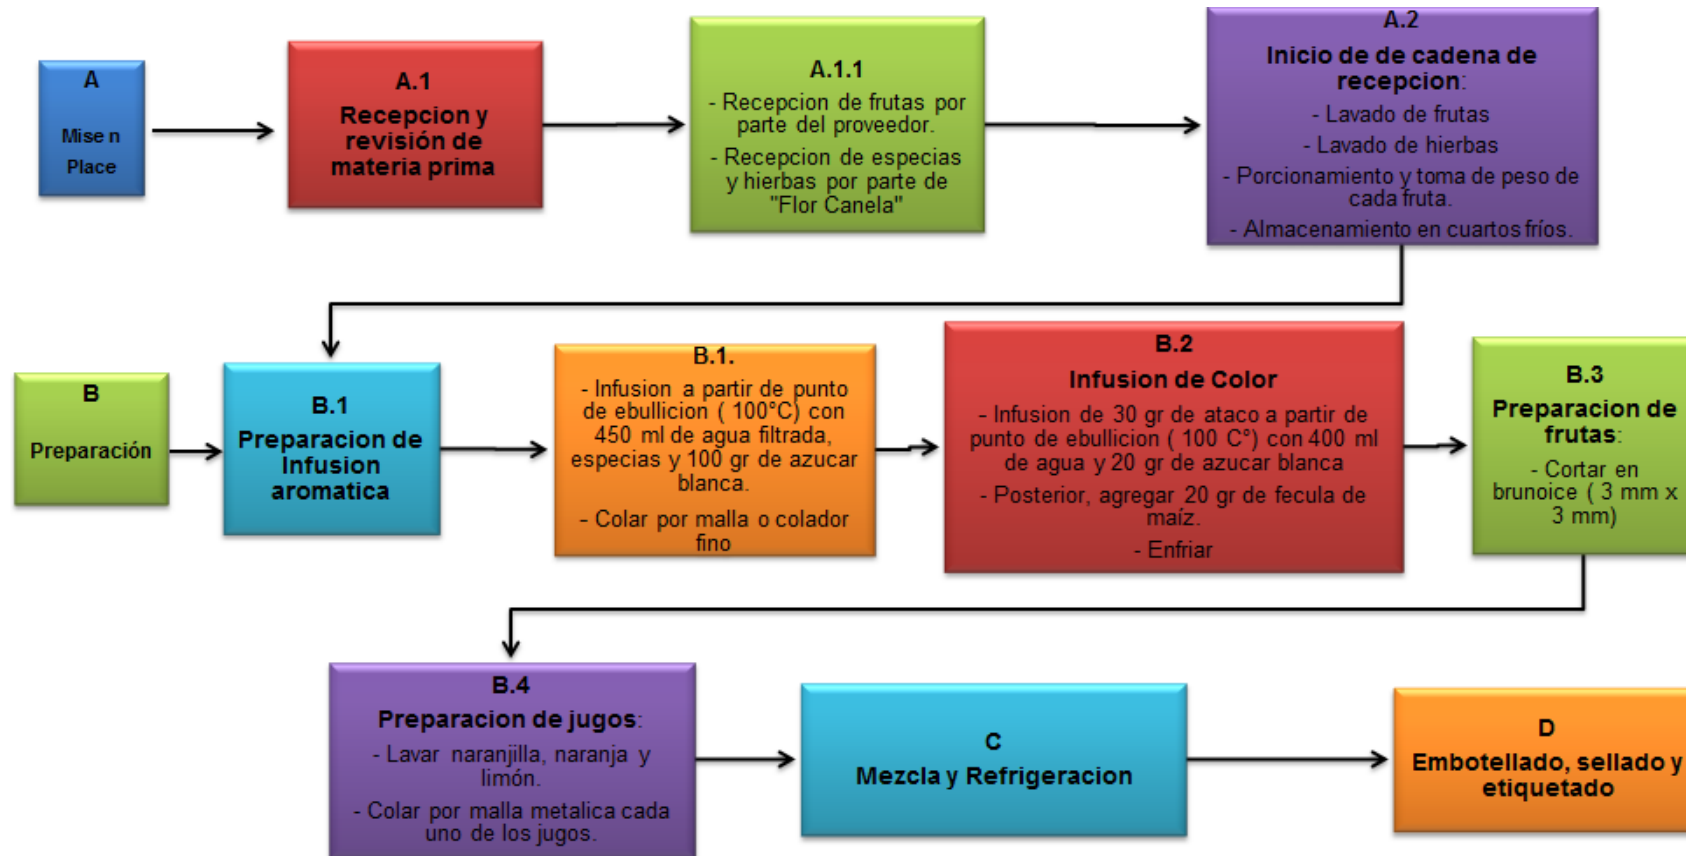 A
Mise n
Place
A.1
Recepcion y
revisión de
materia prima
A.1.1
- Recepcion de frutas por
parte del proveedor.
- Recepcion de especias
y hierbas por parte de
"Flor Canela"
A.2
Inicio de de cadena de
recepcion:
- Lavado de frutas
- Lavado de hierbas
- Porcionamiento y toma de peso de
cada fruta.
- Almacenamiento en cuartos fríos.
B
Preparación
B.1
Preparacion de
Infusion
aromatica
B.1.
- Infusion a partir de punto
de ebullicion ( 100°C) con
450 ml de agua filtrada,
especias y 100 gr de azucar
blanca.
- Colar por malla o colador
fino
B.2
Infusion de Color
- Infusion de 30 gr de ataco a partir de
punto de ebullicion ( 100 C°) con 400 ml
de agua y 20 gr de azucar blanca
- Posterior, agregar 20 gr de fecula de
maíz.
- Enfriar
B.3
Preparacion de
frutas:
- Cortar en
brunoice ( 3 mm x
3 mm)
B.4
Preparacion de jugos:
- Lavar naranjilla, naranja y
limón.
- Colar por malla metalica cada
uno de los jugos.
C
Mezcla y Refrigeracion
D
Embotellado, sellado y
etiquetado